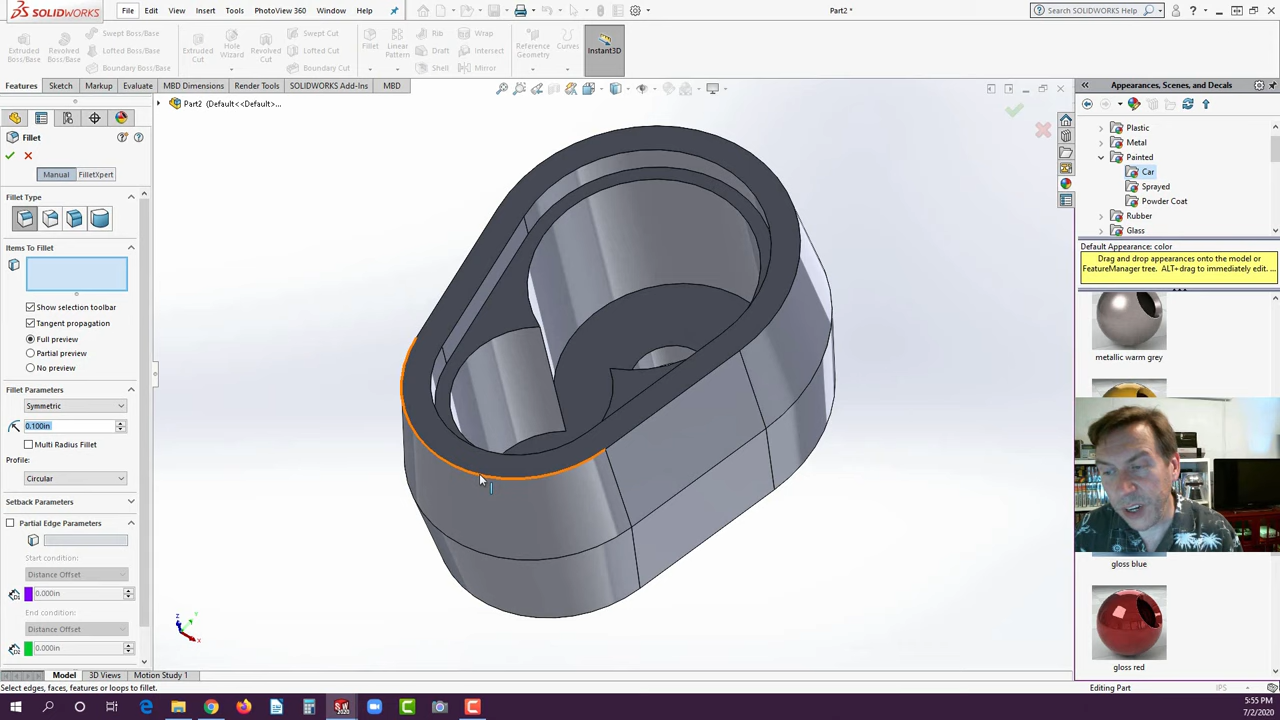 SOLIDWORKS
File Edit View Insert Tools PhotoView 360 Window Help
Part2 *
Search SOLIDWORKS Help
Extruded Boss/Base
Revolved Boss/Base
Swept Boss/Base
Lofted Boss/Base
Boundary Boss/Base
Extruded Cut
Hole Wizard
Revolved Cut
Swept Cut
Lofted Cut
Boundary Cut
Fillet
Linear Pattern
Rib
Draft
Shell
Wrap
Intersect
Mirror
Reference Geometry
Curves
Instant3D
Features Sketch Markup Evaluate MBD Dimensions Render Tools SOLIDWORKS Add-Ins MBD
Part2 (Default<<Default>...
Fillet
Manual FilletXpert
Fillet Type
Items To Fillet
Show selection toolbar
Tangent propagation
Full preview
Partial preview
No preview
Fillet Parameters
Symmetric
0.100in
Multi Radius Fillet
Profile:
Circular
Setback Parameters
Partial Edge Parameters
Start condition:
Distance Offset
0.000in
End condition:
Distance Offset
0.000in
Appearances, Scenes, and Decals
Plastic
Metal
Painted
Car
Sprayed
Powder Coat
Rubber
Glass
Default Appearance: color
Drag and drop appearances onto the model or
FeatureManager tree. ALT+drag to immediately edit. ...
metallic warm grey
gloss blue
gloss red
z
Y
x
Model 3D Views Motion Study 1
Select edges, faces, features or loops to fillet.
Editing Part IPS
5:55 PM
7/2/2020